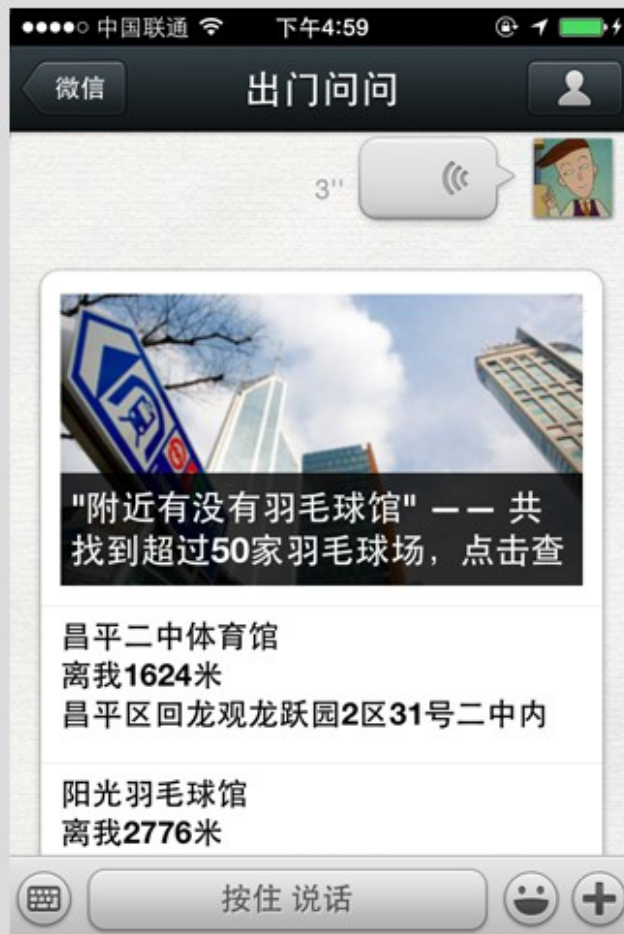 中国联通 下午4:59
微信 出门问问
3''
"附近有没有羽毛球馆" —— 共
找到超过50家羽毛球场，点击查
昌平二中体育馆
离我1624米
昌平区回龙观龙跃园2区31号二中内
阳光羽毛球馆
离我2776米
按住 说话